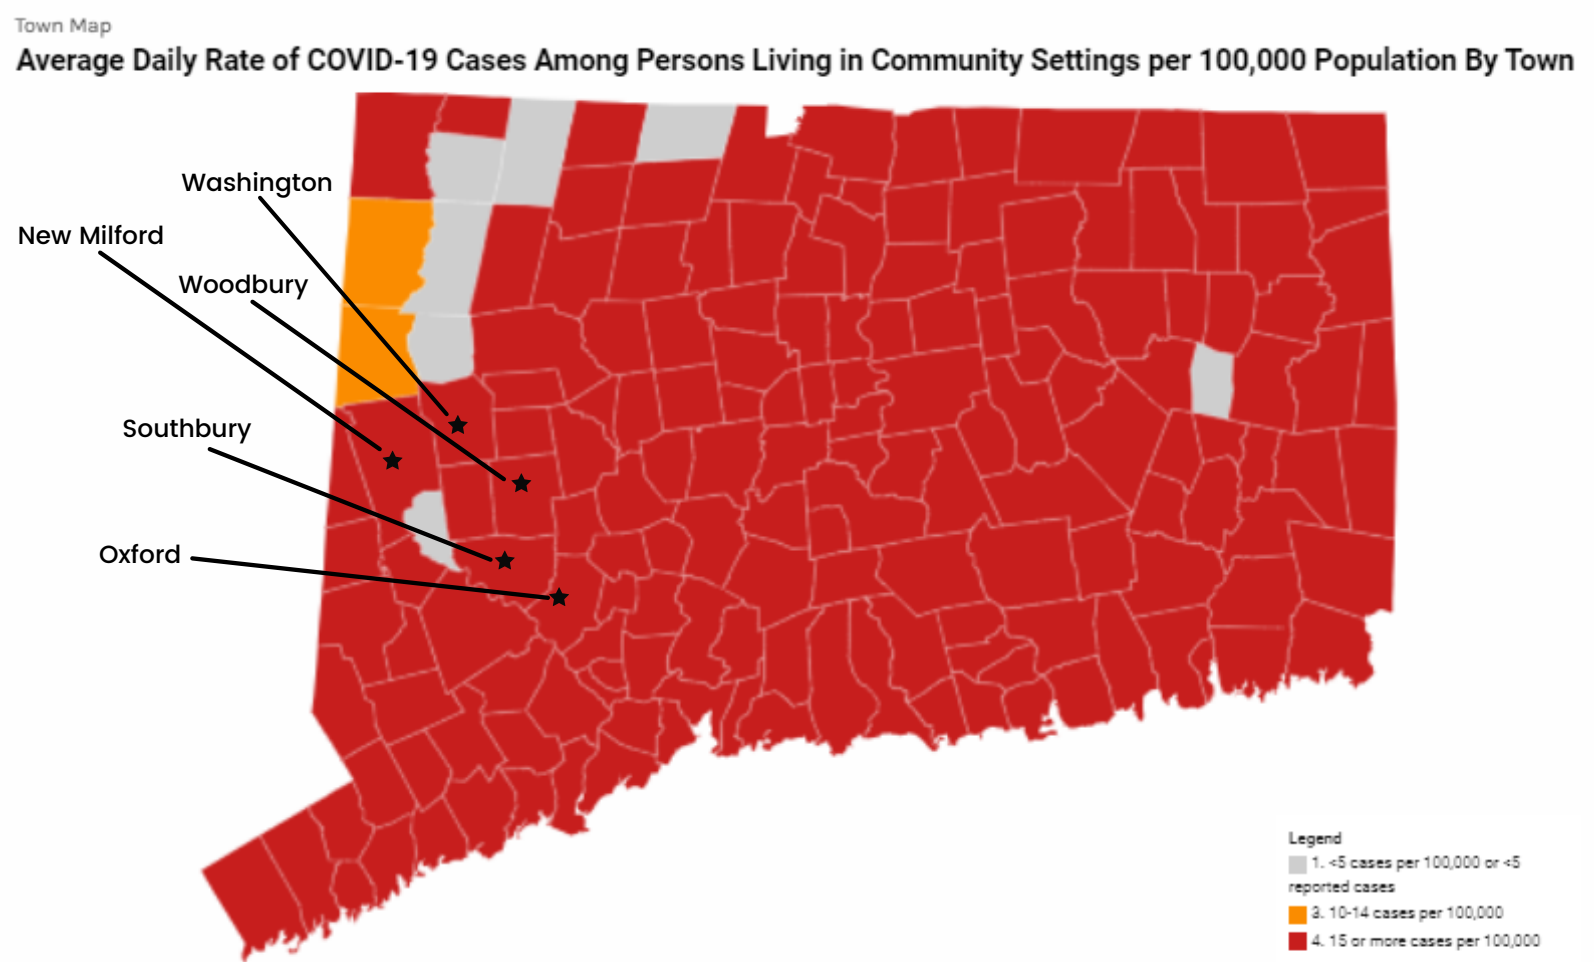 Town Map
Average Daily Rate of COVID-19 Cases Among Persons Living in Community Settings per 100,000 Population By Town
Washington
New Milford
Woodbury
Southbury
Oxford
Legend
1. <5 cases per 100,000 or <5
reported cases
3. 10-14 cases per 100,000
4. 15 or more cases per 100,000